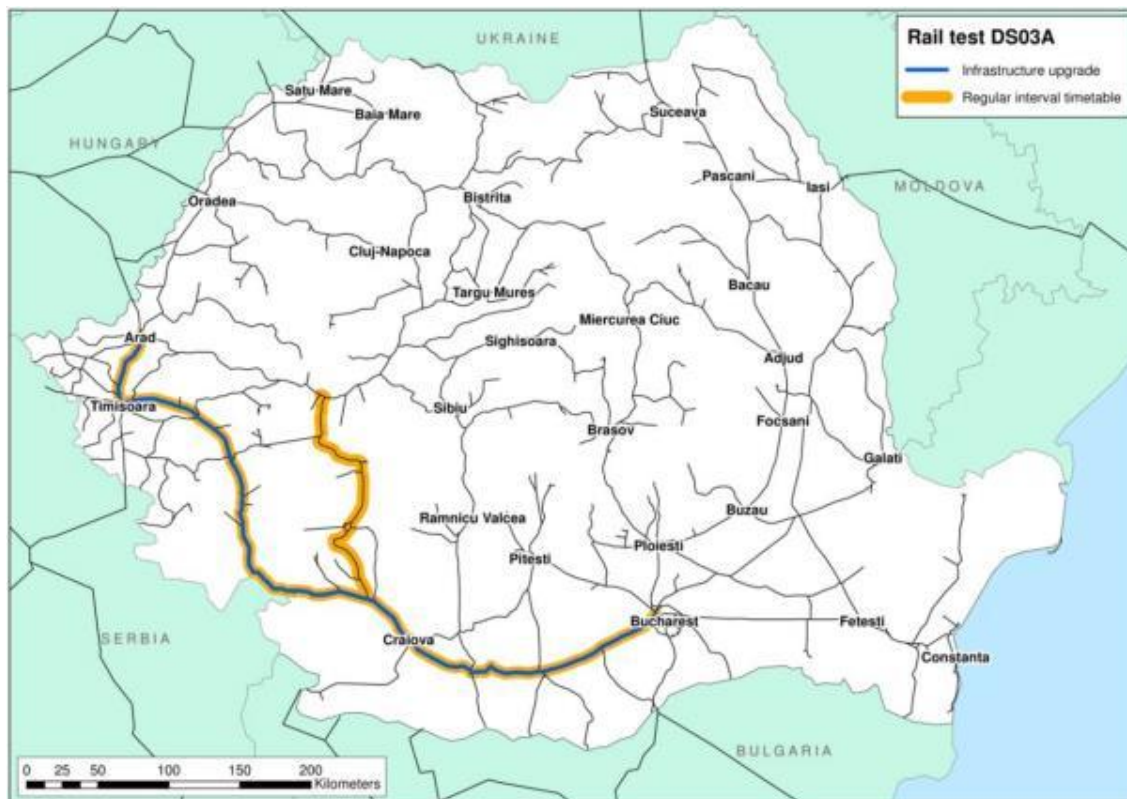 UKRAINE
Rail test DS03A
Infrastructure upgrade
Regular interval timetable
Satu Mare
Baia Mare
Suceava
HUNGARY
Pascani
Iasi
MOLDOVA
Oradea
Bistrita
Cluj-Napoca
Bacau
Targu Mures
Miercurea Ciuc
Arad
Sighisoara
Adjud
Timisoara
Sibiu
Focsani
Brasov
Galati
Ramnicu Valcea
Buzau
Ploiesti
Pitesti
Bucharest
Fetesti
SERBIA
Craiova
Constanta
BULGARIA
0 25 50 100 150 200
Kilometers